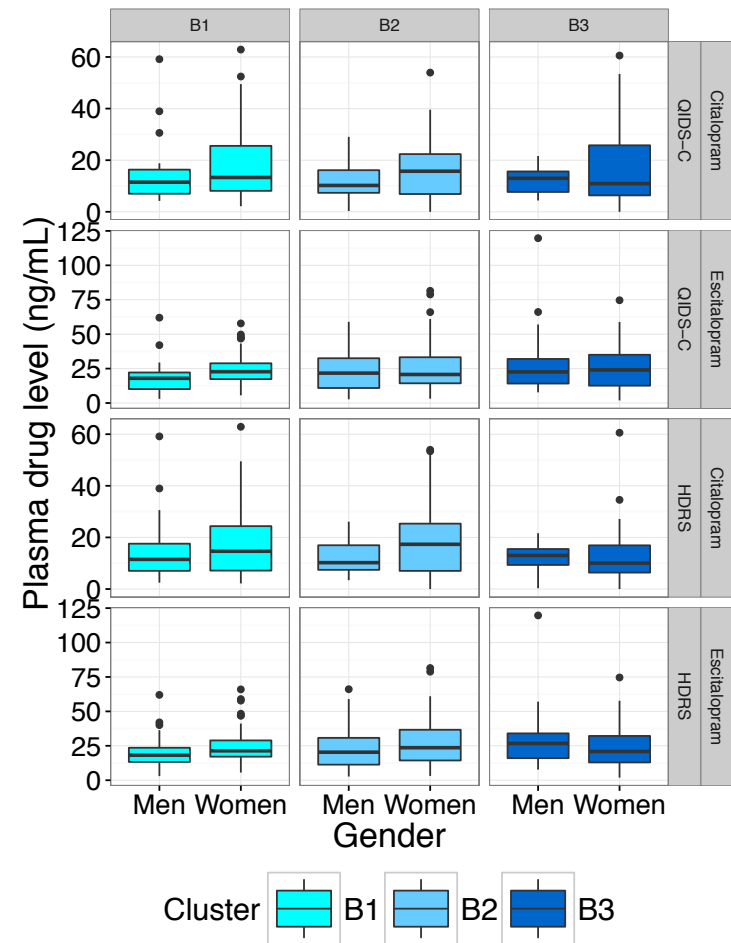 B1 B2 B3
Plasma drug level (ng/mL)
60
40
20
0
QIDS-C Citalopram
125
100
75
50
25
0
QIDS-C Escitalopram
60
40
20
0
HDRS Citalopram
125
100
75
50
25
0
HDRS Escitalopram
Men Women Men Women Men Women
Gender
Cluster B1 B2 B3